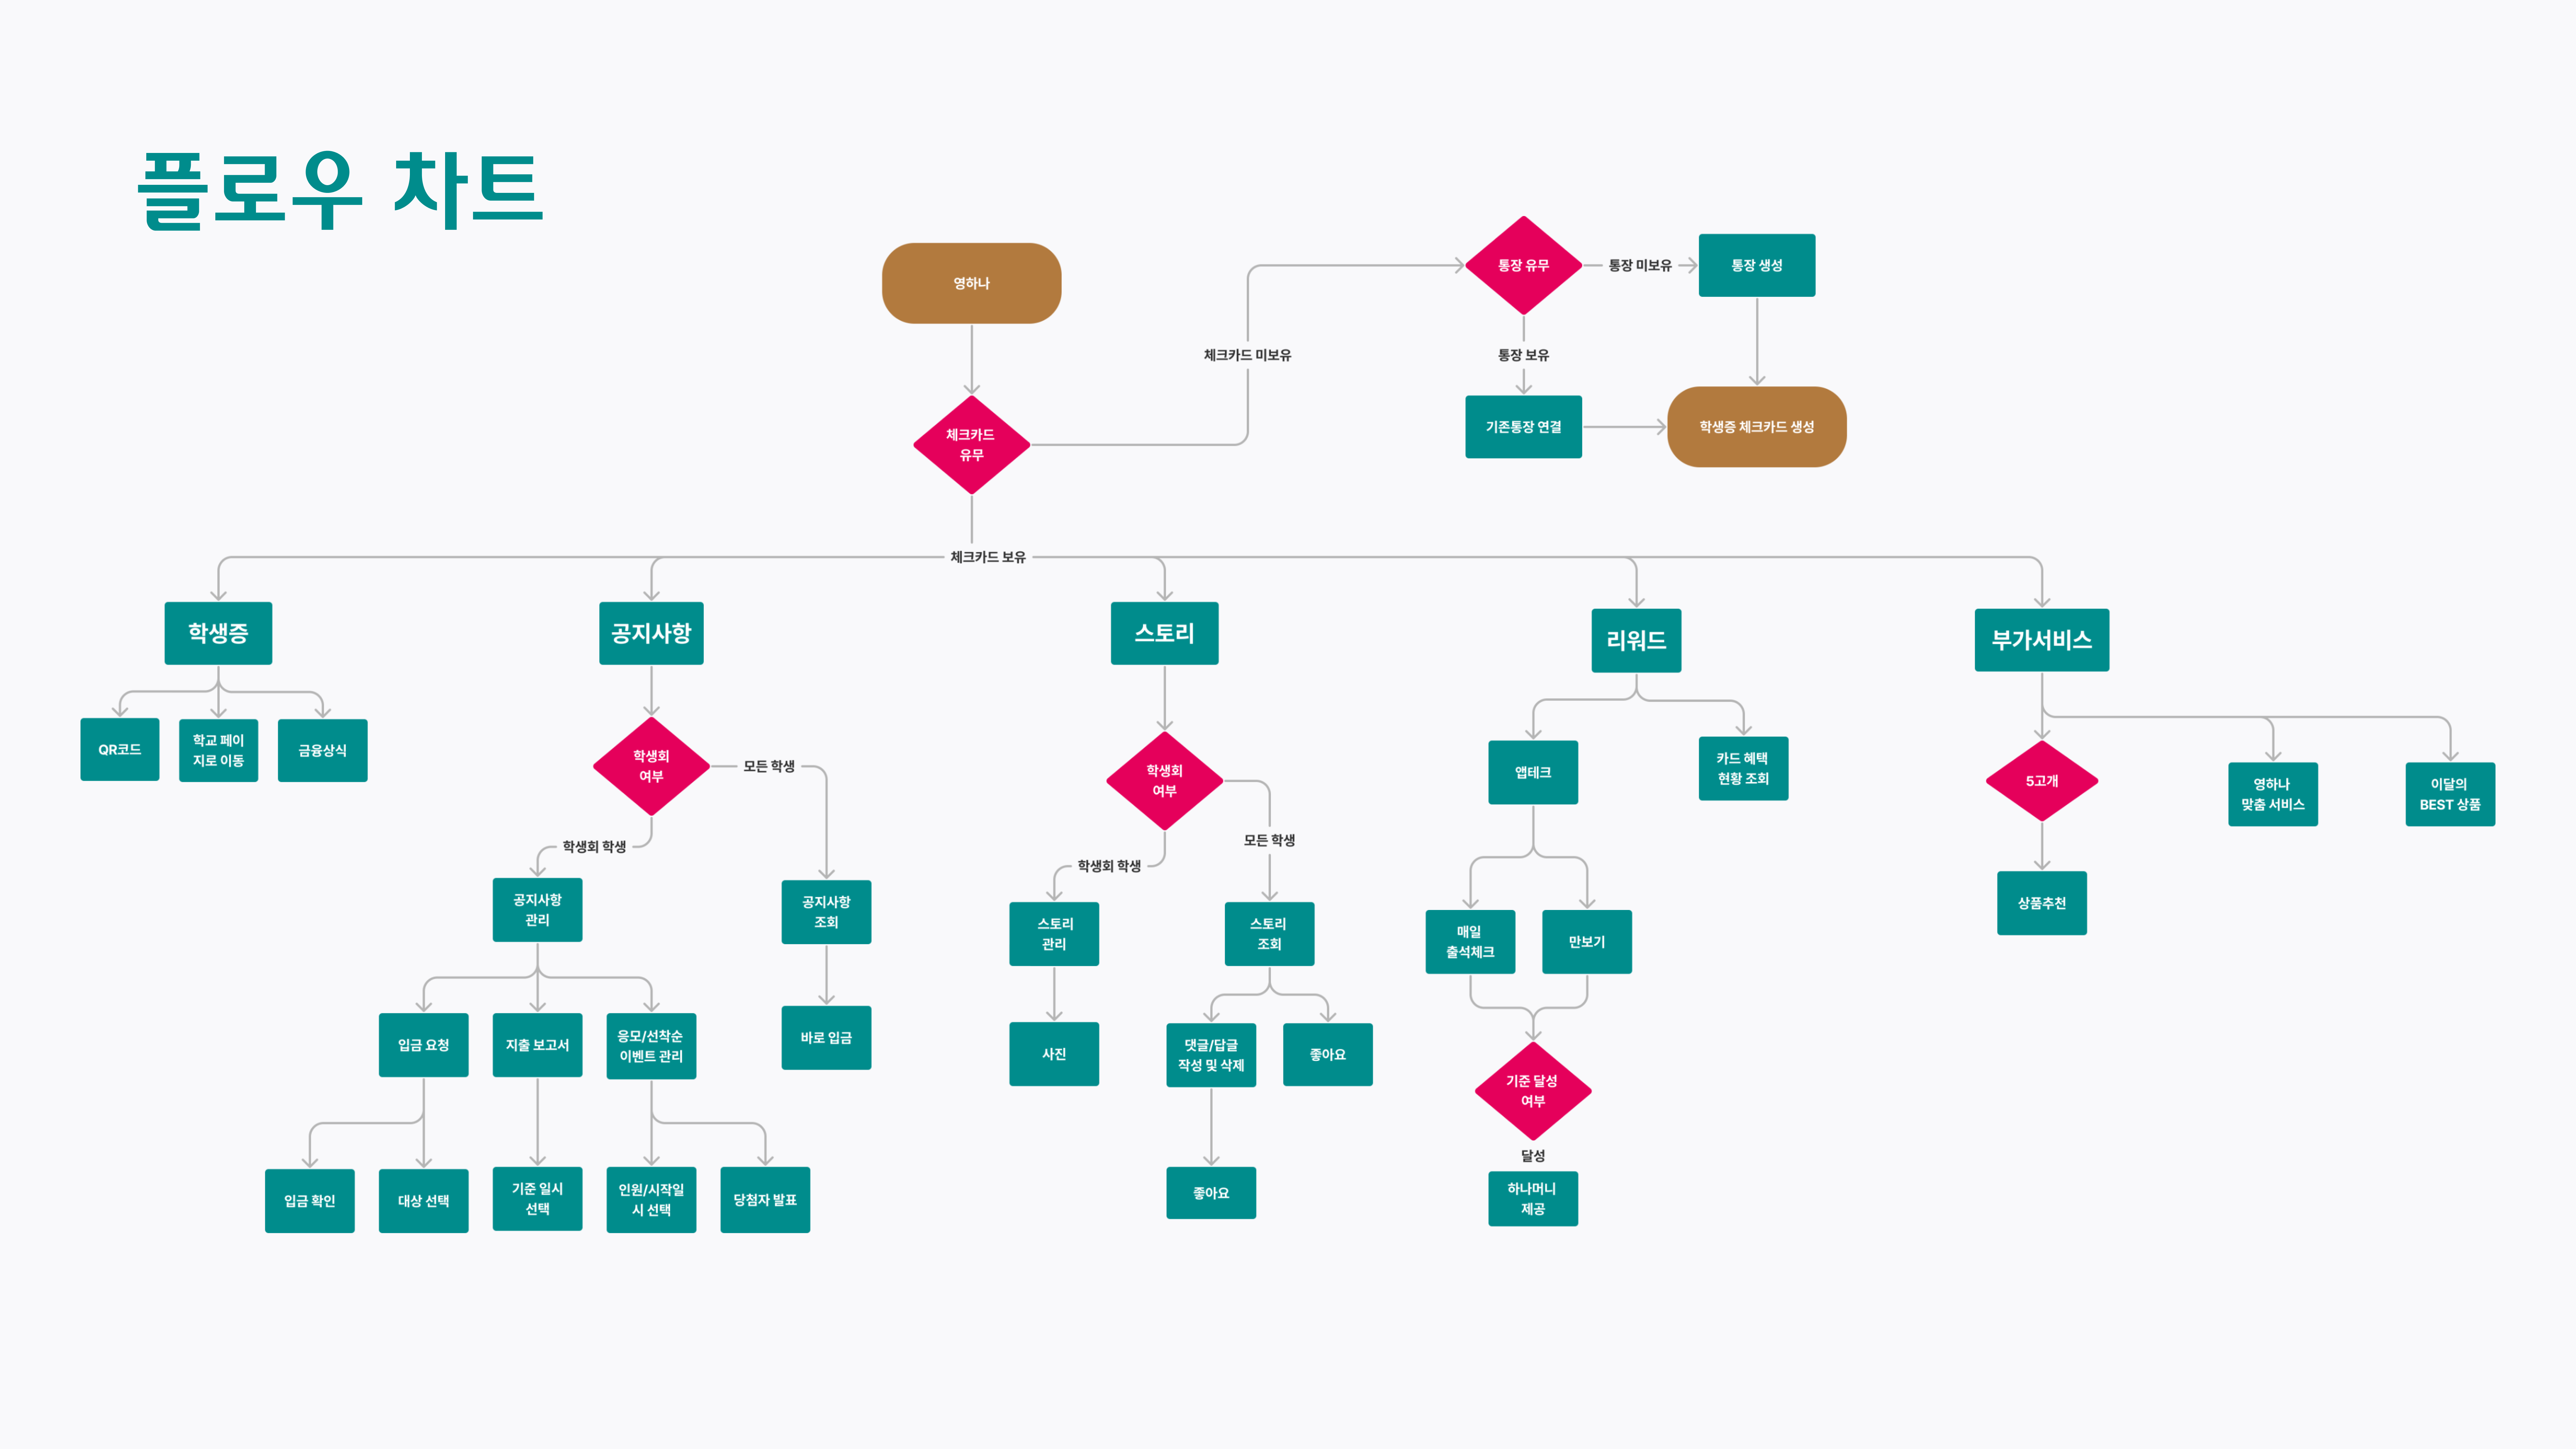 플로우 차트
영하나
체크카드
유무
체크카드 미보유
통장 유무
통장 미보유
통장 생성
통장 보유
기존통장 연결
학생증 체크카드 생성
체크카드 보유
학생증
QR코드
학교 페이
지로 이동
금융상식
공지사항
학생회
여부
모든 학생
학생회 학생
공지사항
관리
공지사항
조회
입금 요청
지출 보고서
응모/선착순
이벤트 관리
바로 입금
입금 확인
대상 선택
기준 일시
선택
인원/시작일
시 선택
당첨자 발표
스토리
학생회
여부
모든 학생
학생회 학생
스토리
관리
스토리
조회
사진
댓글/답글
작성 및 삭제
좋아요
좋아요
리워드
앱테크
카드 혜택
현황 조회
매일
출석체크
만보기
기준 달성
여부
달성
하나머니
제공
부가서비스
5고개
영하나
맞춤 서비스
이달의
BEST 상품
상품추천